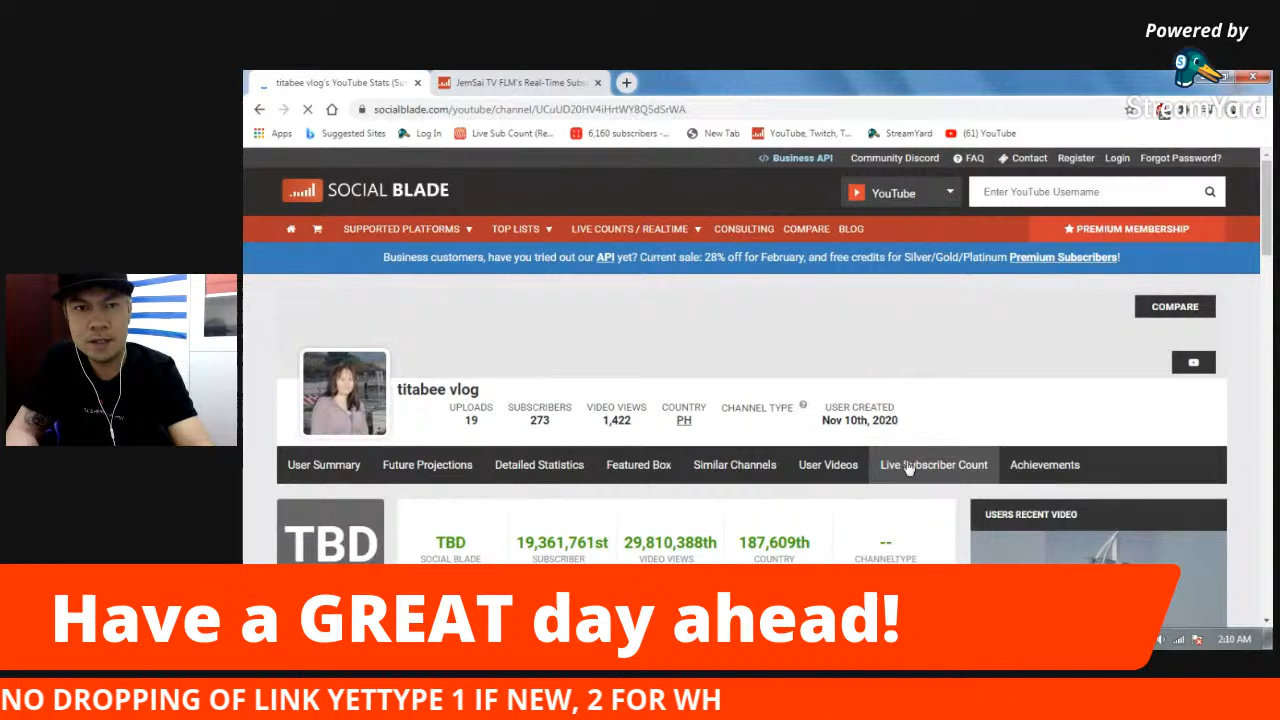 Powered by
StreamYard
titabee vlog's YouTube Stats (Su
JemSai TV FLM's Real-Time Subs
socialblade.com/youtube/channel/UCuUD20HV4iHrtWY8Q5dSrWA
Apps
Suggested Sites
Log In
Live Sub Count (Re...
6,160 subscribers -...
New Tab
YouTube, Twitch, T...
StreamYard
(61) YouTube
</> Business API
Community Discord
FAQ
Contact
Register
Login
Forgot Password?
SOCIAL BLADE
YouTube
Enter YouTube Username
SUPPORTED PLATFORMS
TOP LISTS
LIVE COUNTS / REALTIME
CONSULTING
COMPARE
BLOG
PREMIUM MEMBERSHIP
Business customers, have you tried out our API yet? Current sale: 28% off for February, and free credits for Silver/Gold/Platinum Premium Subscribers!
COMPARE
titabee vlog
UPLOADS
19
SUBSCRIBERS
273
VIDEO VIEWS
1,422
COUNTRY
PH
CHANNEL TYPE
USER CREATED
Nov 10th, 2020
User Summary
Future Projections
Detailed Statistics
Featured Box
Similar Channels
User Videos
Live Subscriber Count
Achievements
TBD
TBD
SOCIAL BLADE
19,361,761st
SUBSCRIBER
29,810,388th
VIDEO VIEWS
187,609th
COUNTRY
--
CHANNELTYPE
USERS RECENT VIDEO
Have a GREAT day ahead!
2:10 AM
NO DROPPING OF LINK YETTYPE 1 IF NEW, 2 FOR WH